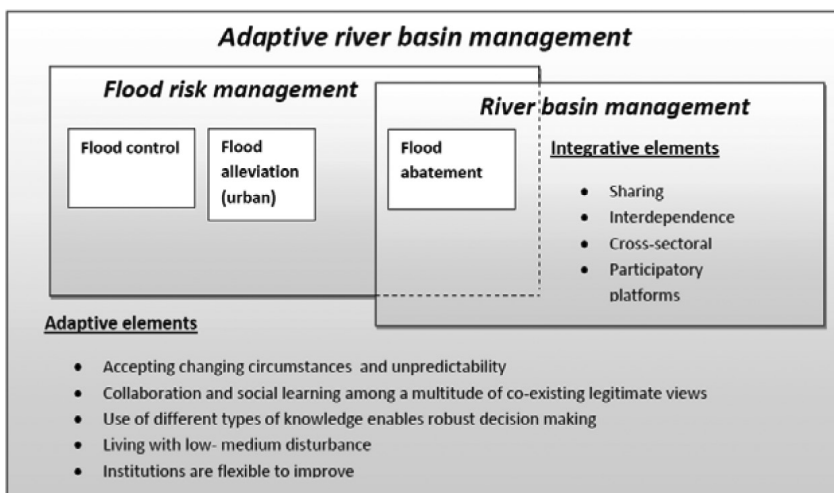 Adaptive river basin management
Flood risk management
River basin management
Flood control
Flood
alleviation
(urban)
Flood
abatement
Integrative elements
• Sharing
• Interdependence
• Cross-sectoral
• Participatory
platforms
Adaptive elements
• Accepting changing circumstances and unpredictability
• Collaboration and social learning among a multitude of co-existing legitimate views
• Use of different types of knowledge enables robust decision making
• Living with low- medium disturbance
• Institutions are flexible to improve